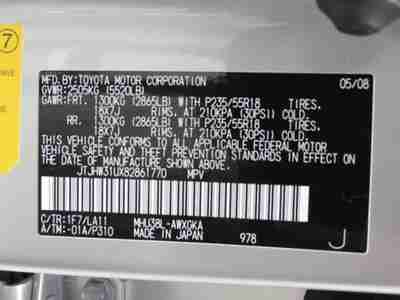 7
MFD.BY:TOYOTA MOTOR CORPORATION 05/08
GVWR:2505KG (5520LB)
GAWR:FRT. 1300KG (2865LB) WITH P235/55R18 TIRES,
18X7J RIMS, AT 210KPA (30PSI) COLD
RR. 1300KG (2865LB) WITH P235/55R18 TIRES,
18X7J RIMS, AT 210KPA (30PSI) COLD
THIS VEHICLE CONFORMS TO ALL APPLICABLE FEDERAL MOTOR
VEHICLE SAFETY STANDARDS IN EFFECT ON THE DATE OF
MANUFACTURE SHOWN ABOVE.
JTJHW31UX82861770 MPV
C/TR:1F7/LA11 MHU38L-AWXGKA
A/TM:-01A/P310 MADE IN JAPAN 978 J